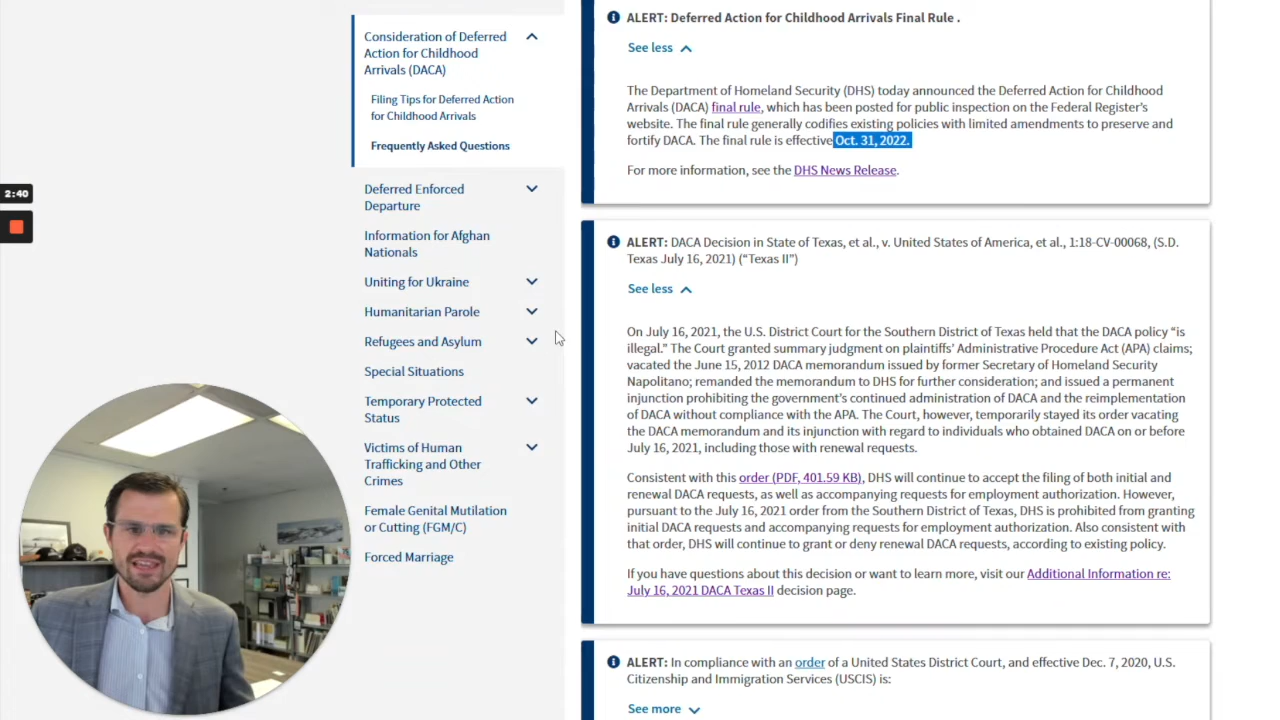 Consideration of Deferred
Action for Childhood
Arrivals (DACA)
Filing Tips for Deferred Action
for Childhood Arrivals
Frequently Asked Questions
Deferred Enforced
Departure
Information for Afghan
Nationals
Uniting for Ukraine
Humanitarian Parole
Refugees and Asylum
Special Situations
Temporary Protected
Status
Victims of Human
Trafficking and Other
Crimes
Female Genital Mutilation
or Cutting (FGM/C)
Forced Marriage
2:40
ALERT: Deferred Action for Childhood Arrivals Final Rule .
See less
The Department of Homeland Security (DHS) today announced the Deferred Action for Childhood
Arrivals (DACA) final rule, which has been posted for public inspection on the Federal Register’s
website. The final rule generally codifies existing policies with limited amendments to preserve and
fortify DACA. The final rule is effective Oct. 31, 2022.
For more information, see the DHS News Release.
ALERT: DACA Decision in State of Texas, et al., v. United States of America, et al., 1:18-CV-00068, (S.D.
Texas July 16, 2021) (“Texas II”)
See less
On July 16, 2021, the U.S. District Court for the Southern District of Texas held that the DACA policy “is
illegal.” The Court granted summary judgment on plaintiffs’ Administrative Procedure Act (APA) claims;
vacated the June 15, 2012 DACA memorandum issued by former Secretary of Homeland Security
Napolitano; remanded the memorandum to DHS for further consideration; and issued a permanent
injunction prohibiting the government’s continued administration of DACA and the reimplementation
of DACA without compliance with the APA. The Court, however, temporarily stayed its order vacating
the DACA memorandum and its injunction with regard to individuals who obtained DACA on or before
July 16, 2021, including those with renewal requests.
Consistent with this order (PDF, 401.59 KB), DHS will continue to accept the filing of both initial and
renewal DACA requests, as well as accompanying requests for employment authorization. However,
pursuant to the July 16, 2021 order from the Southern District of Texas, DHS is prohibited from granting
initial DACA requests and accompanying requests for employment authorization. Also consistent with
that order, DHS will continue to grant or deny renewal DACA requests, according to existing policy.
If you have questions about this decision or want to learn more, visit our Additional Information re:
July 16, 2021 DACA Texas II decision page.
ALERT: In compliance with an order of a United States District Court, and effective Dec. 7, 2020, U.S.
Citizenship and Immigration Services (USCIS) is:
See more